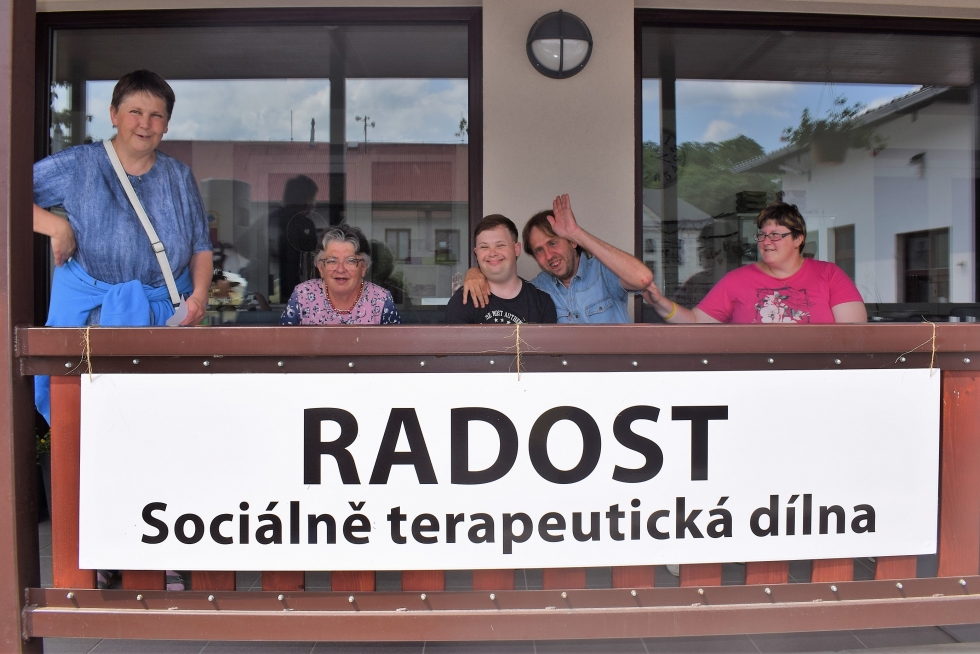 RADOST
Sociálně terapeutická dílna